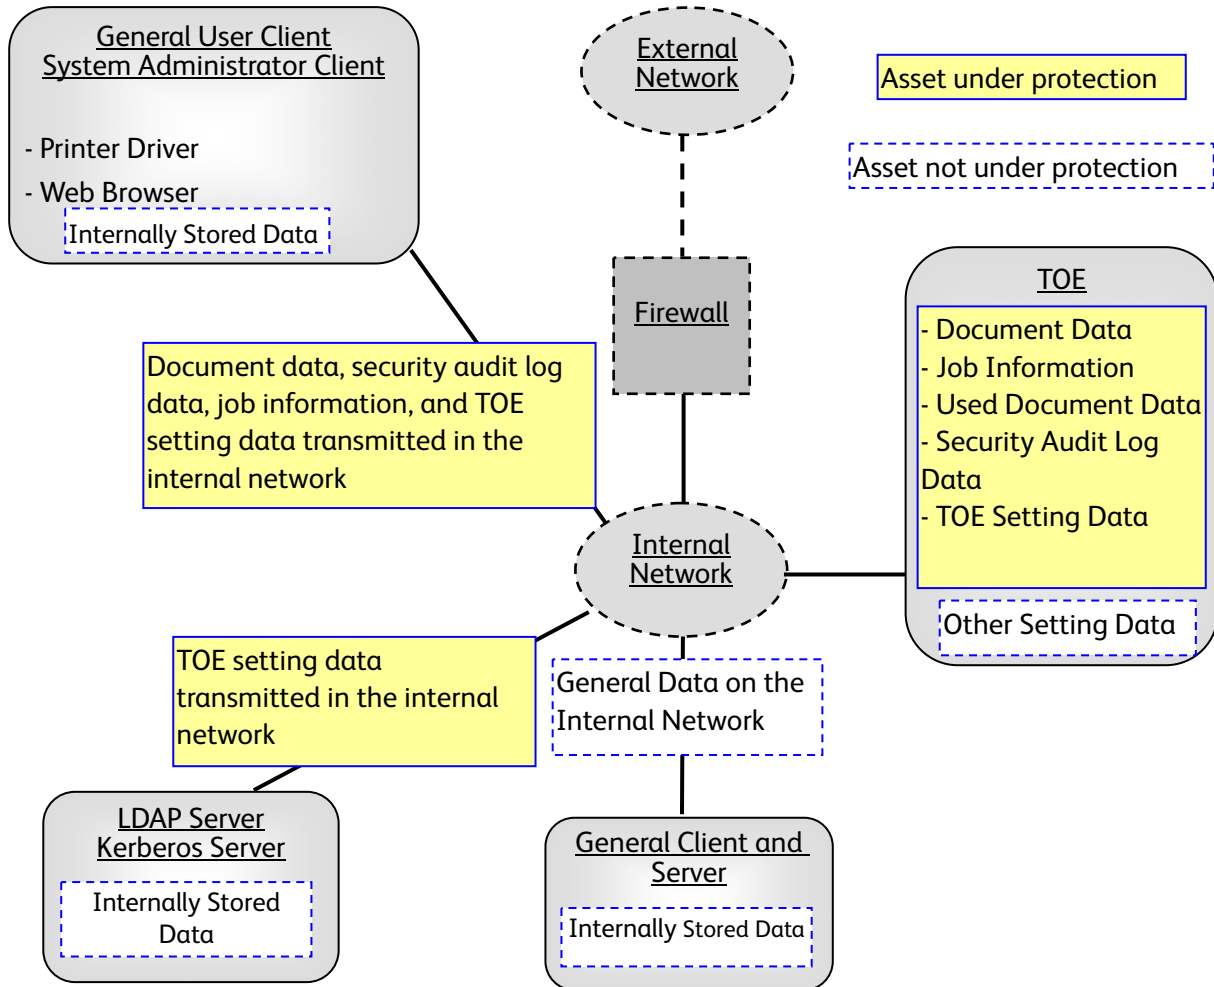 General User Client
System Administrator Client
- Printer Driver
- Web Browser
Internally Stored Data
External
Network
Asset under protection
Asset not under protection
Firewall
TOE
- Document Data
- Job Information
- Used Document Data
- Security Audit Log
Data
- TOE Setting Data
Other Setting Data
Document data, security audit log
data, job information, and TOE
setting data transmitted in the
internal network
Internal
Network
TOE setting data
transmitted in the internal
network
General Data on the
Internal Network
LDAP Server
Kerberos Server
Internally Stored
Data
General Client and
Server
Internally Stored Data